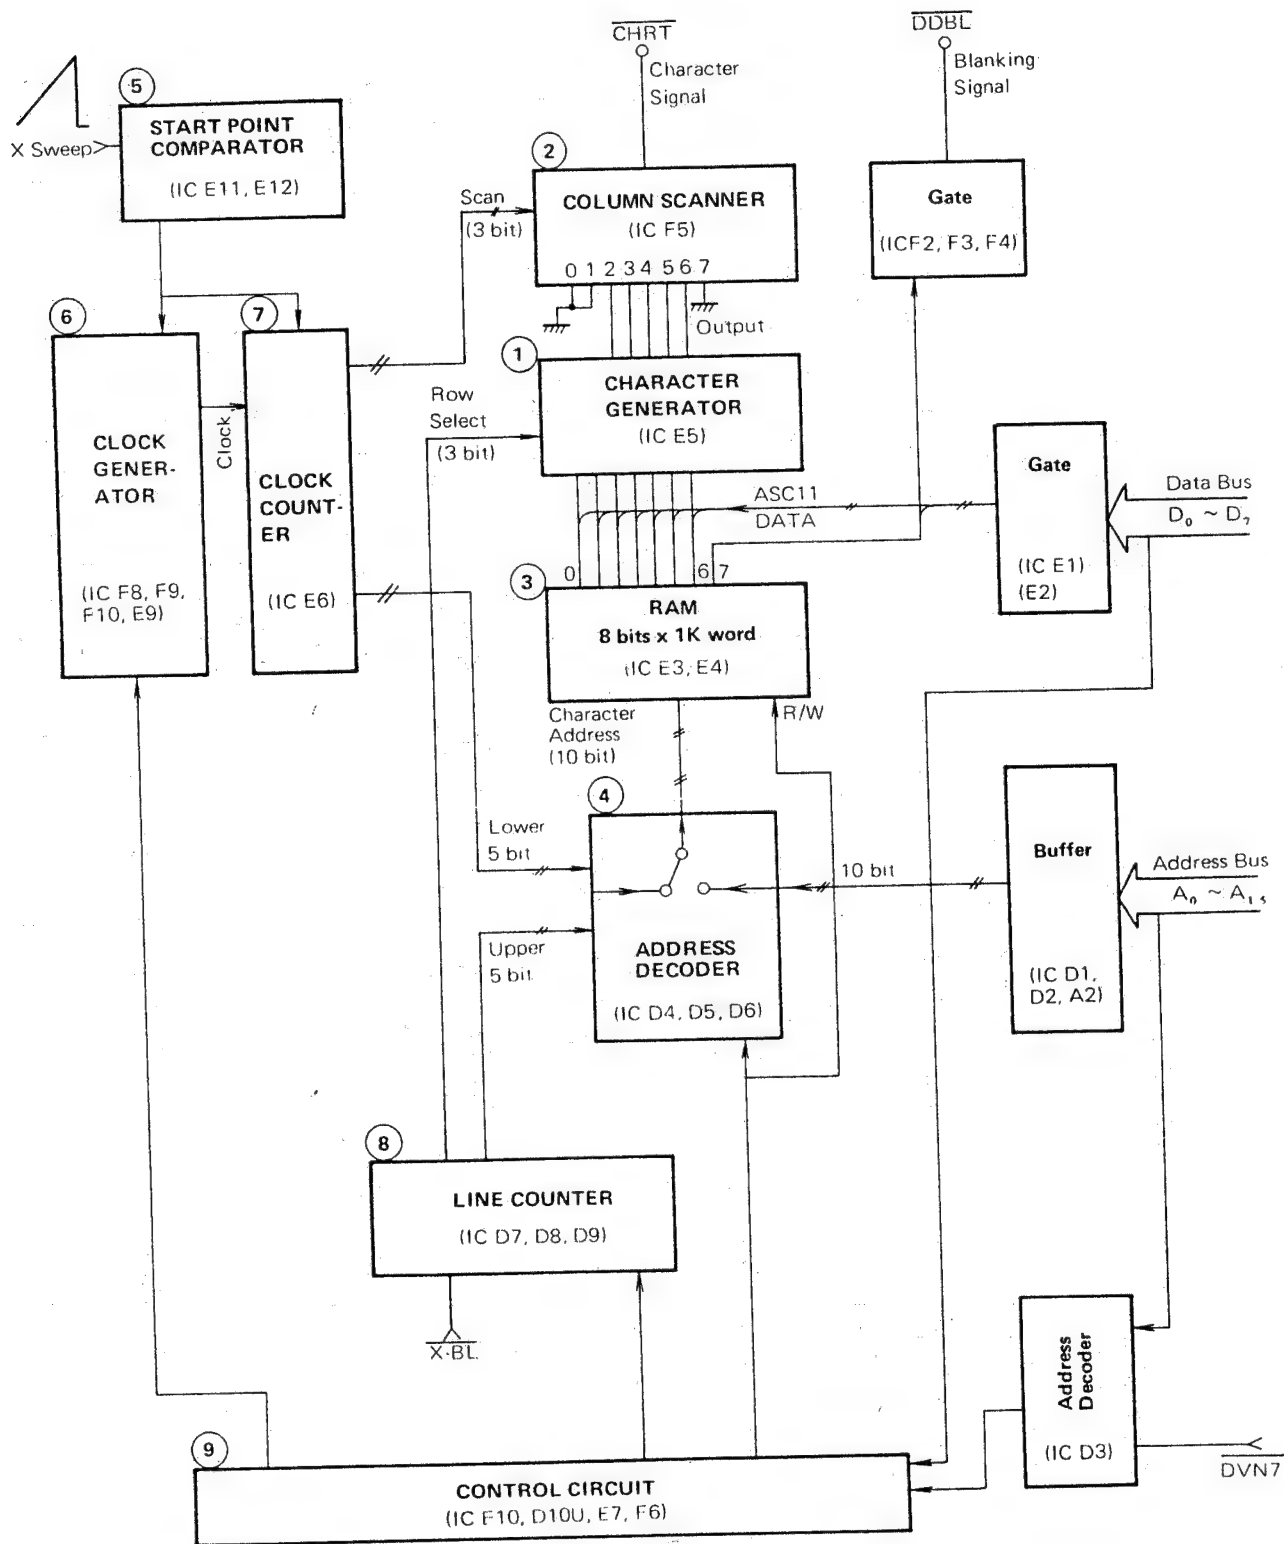 CHRT
Character
Signal
DDBL
Blanking
Signal
5
START POINT
COMPARATOR
(IC E11, E12)
X Sweep
2
COLUMN SCANNER
(IC F5)
0 1 2 3 4 5 6 7
Scan
(3 bit)
Gate
(ICF2, F3, F4)
Output
6
CLOCK
GENER-
ATOR
(IC F8, F9,
F10, E9)
Clock
7
CLOCK
COUNT-
ER
(IC E6)
1
CHARACTER
GENERATOR
(IC E5)
Row
Select
(3 bit)
ASC11
DATA
Gate
(IC E1)
(E2)
Data Bus
D0 ~ D7
0
6 7
3
RAM
8 bits x 1K word
(IC E3, E4)
Character
Address
(10 bit)
R/W
4
Lower
5 bit
Upper
5 bit
10 bit
ADDRESS
DECODER
(IC D4, D5, D6)
Buffer
(IC D1,
D2, A2)
Address Bus
A0 ~ A15
8
LINE COUNTER
(IC D7, D8, D9)
X-BL
Address
Decoder
(IC D3)
DVN7
9
CONTROL CIRCUIT
(IC F10, D10U, E7, F6)